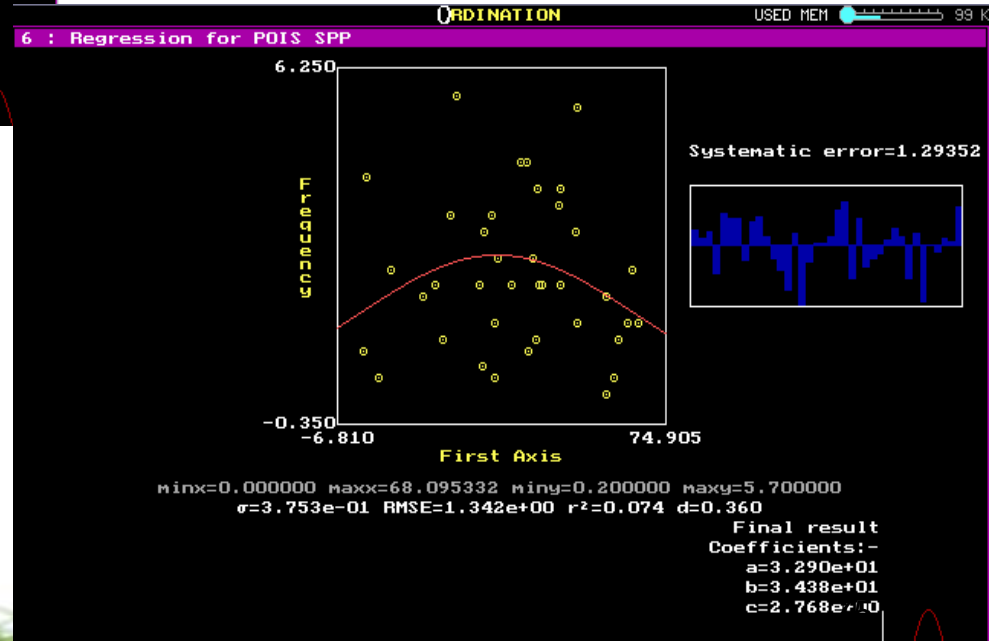 ORDINATION
USED MEM 99 K
6 : Regression for POIS SPP
6.250
Systematic error=1.29352
Frequency
-0.350
-6.810 74.905
First Axis
minx=0.000000 maxx=68.095332 miny=0.200000 maxy=5.700000
σ=3.753e-01 RMSE=1.342e+00 r²=0.074 d=0.360
Final result
Coefficients:-
a=3.290e+01
b=3.438e+01